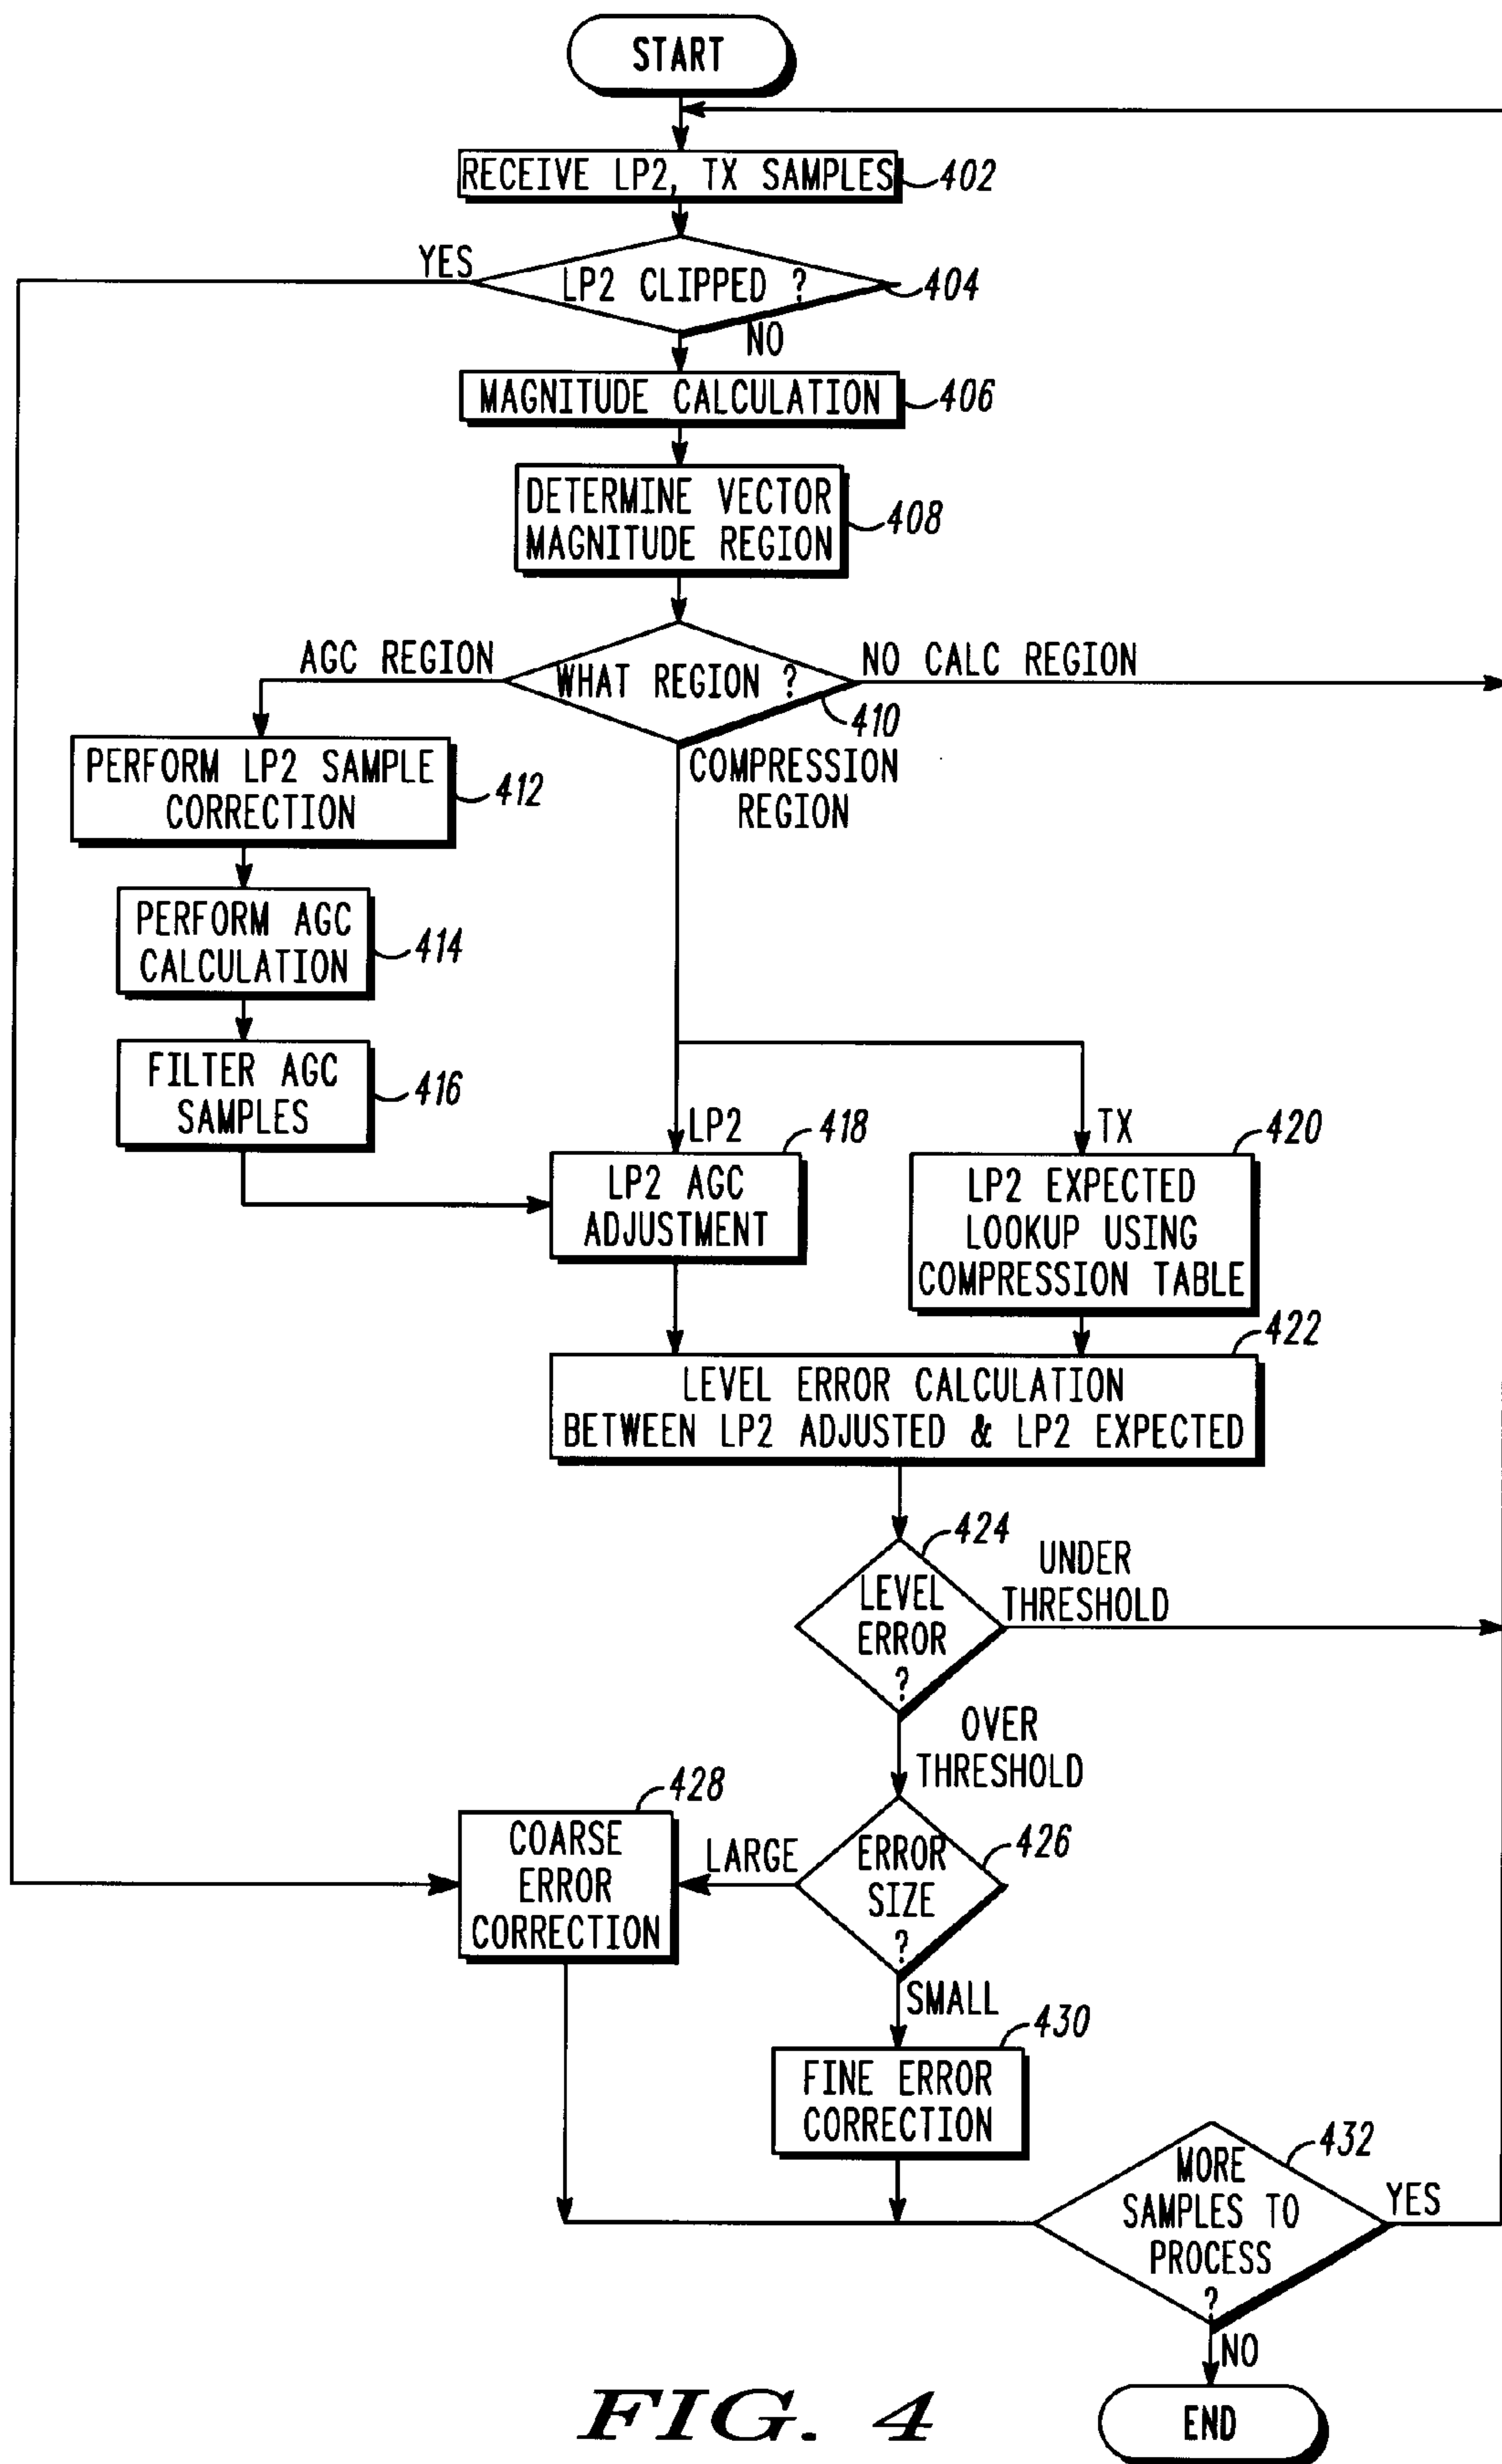 START
RECEIVE LP2, TX SAMPLES
402
YES
LP2 CLIPPED ?
404
NO
MAGNITUDE CALCULATION
406
DETERMINE VECTOR
MAGNITUDE REGION
408
AGC REGION
WHAT REGION ?
NO CALC REGION
410
COMPRESSION
REGION
PERFORM LP2 SAMPLE
CORRECTION
412
PERFORM AGC
CALCULATION
414
FILTER AGC
SAMPLES
416
LP2
418
TX
420
LP2 AGC
ADJUSTMENT
LP2 EXPECTED
LOOKUP USING
COMPRESSION TABLE
422
LEVEL ERROR CALCULATION
BETWEEN LP2 ADJUSTED & LP2 EXPECTED
424
LEVEL
ERROR
?
UNDER
THRESHOLD
OVER
THRESHOLD
428
COARSE
ERROR
CORRECTION
LARGE
ERROR
SIZE
?
426
SMALL
430
FINE ERROR
CORRECTION
432
MORE
SAMPLES TO
PROCESS
?
YES
NO
END
FIG. 4